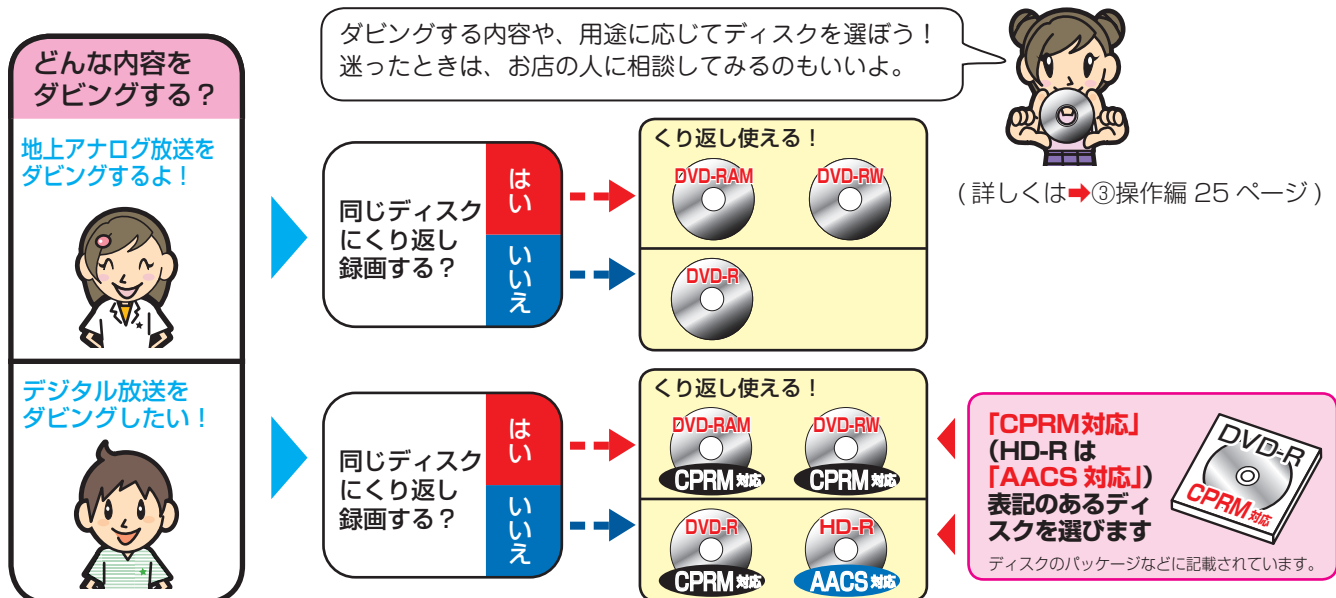 どんな内容を
ダビングする？
ダビングする内容や、用途に応じてディスクを選ぼう！
迷ったときは、お店の人に相談してみるのもいいよ。
(詳しくは➡③操作編 25 ページ)
地上アナログ放送を
ダビングするよ！
同じディスク
にくり返し
録画する？
はい
いいえ
くり返し使える！
DVD-RAM
DVD-RW
DVD-R
デジタル放送を
ダビングしたい！
同じディスク
にくり返し
録画する？
はい
いいえ
くり返し使える！
DVD-RAM
CPRM対応
DVD-RW
CPRM対応
DVD-R
CPRM対応
HD-R
AACS対応
「CPRM対応」
（HD-R は
「AACS 対応」）
表記のあるディ
スクを選びます
ディスクのパッケージなどに記載されています。
DVD-R
CPRM対応